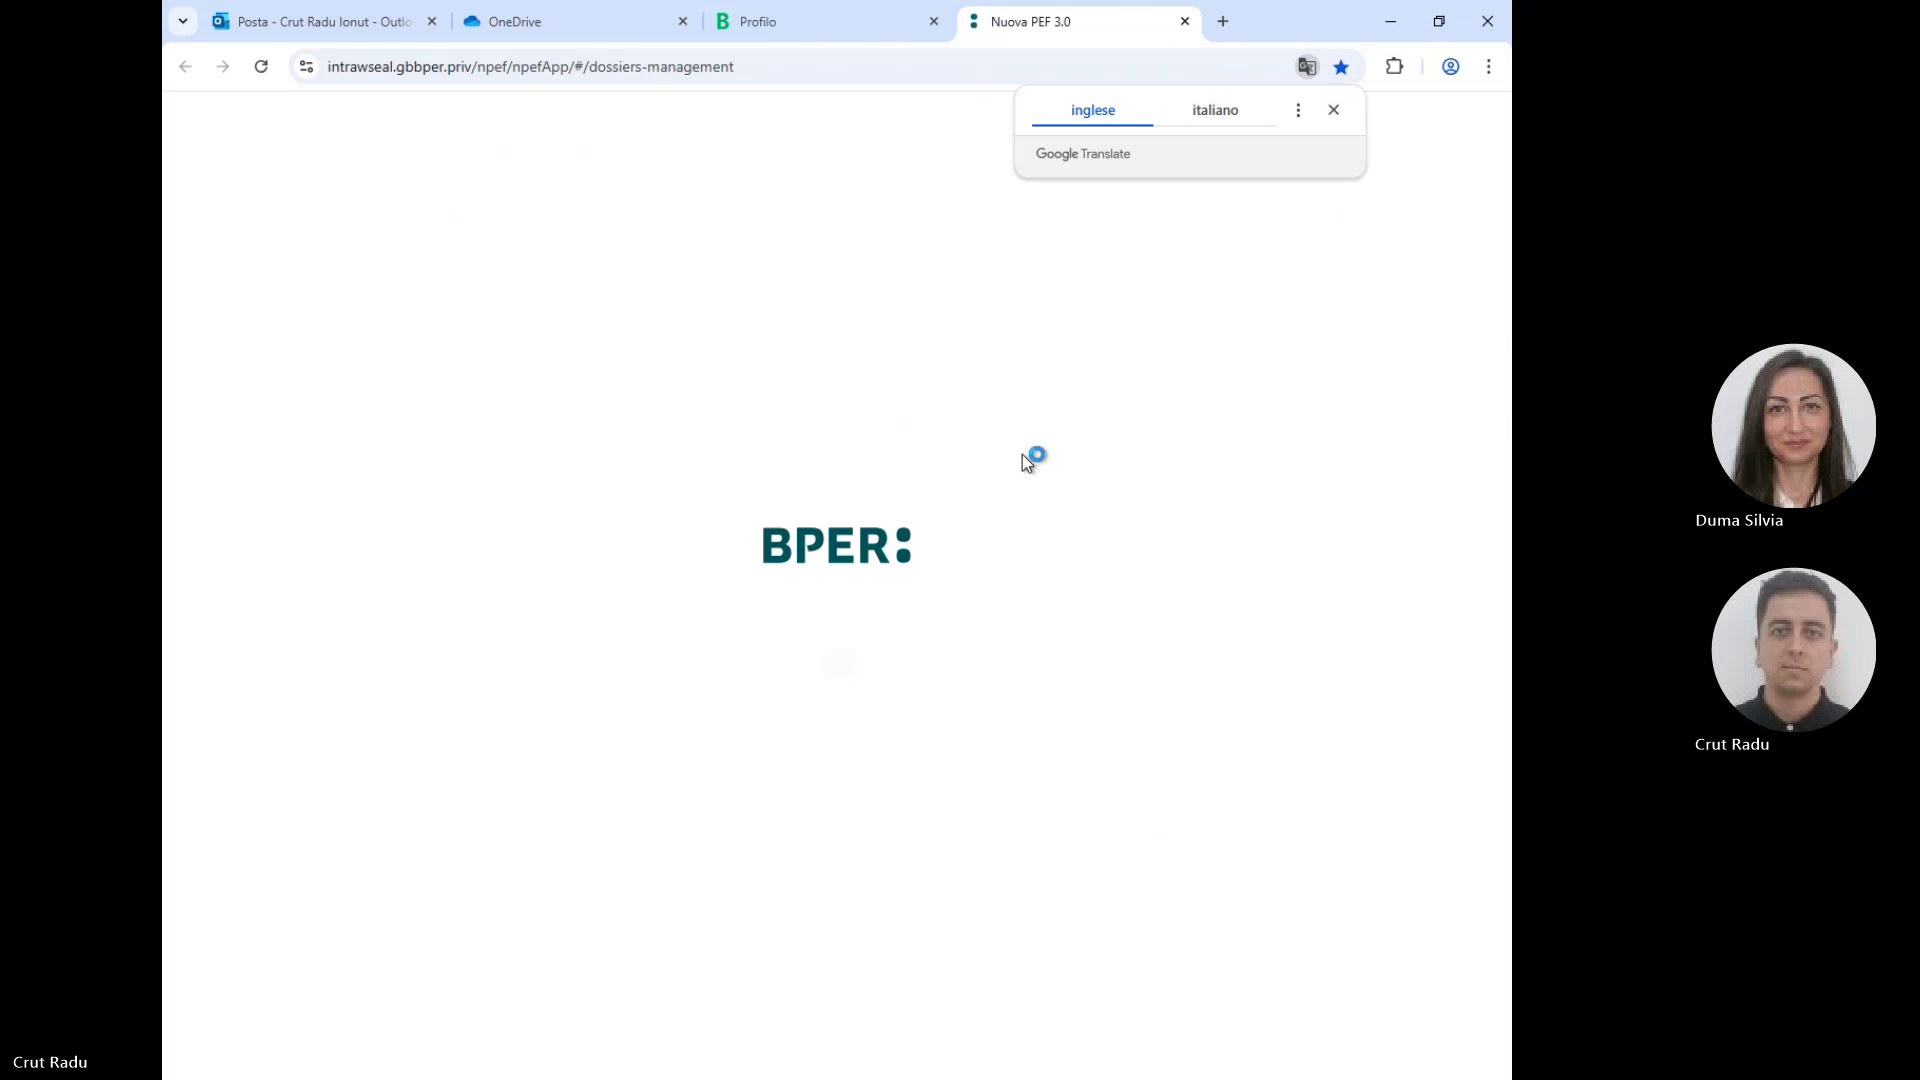 Posta - Crut Radu Ionut - Outlo
OneDrive
Profilo
Nuova PEF 3.0
intrawseal.gbbper.priv/npef/npefApp/#/dossiers-management
inglese
italiano
Google Translate
BPER:
Duma Silvia
Crut Radu
Crut Radu